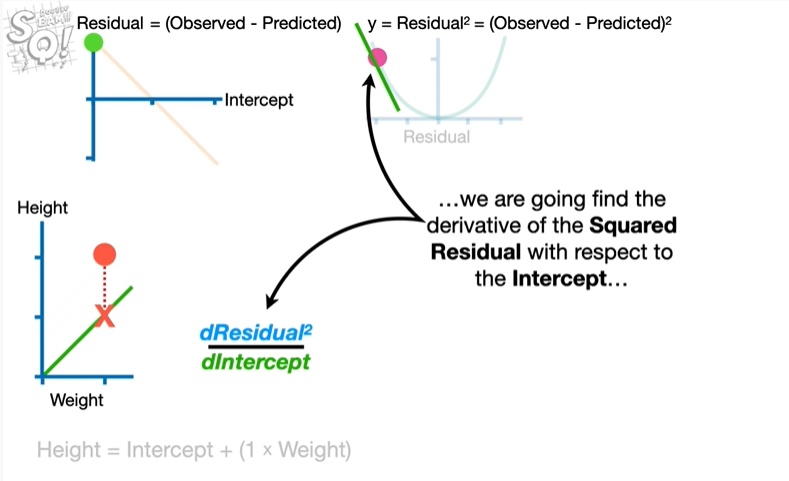 Residual = (Observed - Predicted)
y = Residual² = (Observed - Predicted)²
Intercept
Residual
Height
Weight
…we are going find the
derivative of the Squared
Residual with respect to
the Intercept…
dResidual²
dIntercept
Height = Intercept + (1 x Weight)